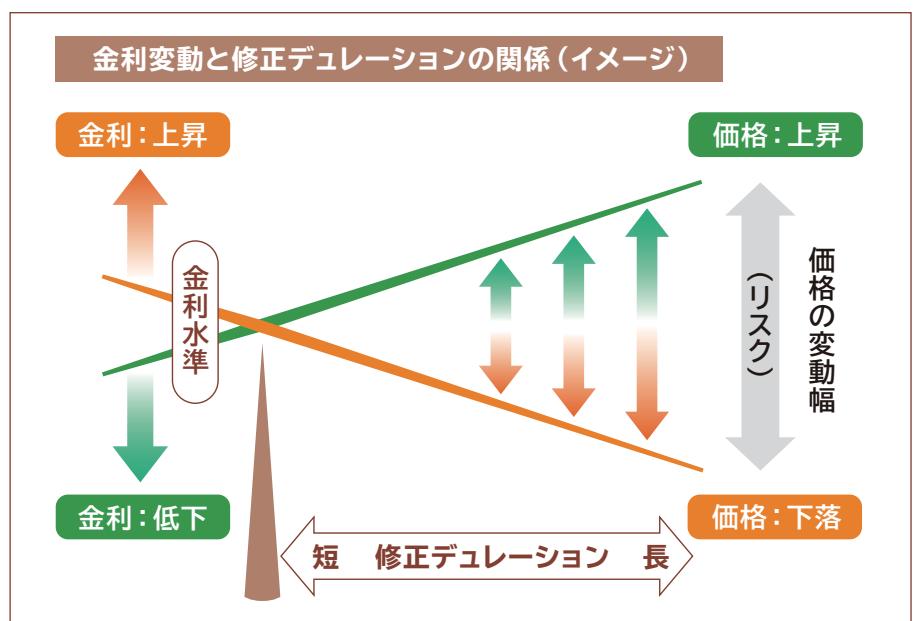 金利変動と修正デュレーションの関係（イメージ）
金利：上昇
価格：上昇
金利水準
価格の変動幅
（リスク）
金利：低下
価格：下落
短 修正デュレーション 長